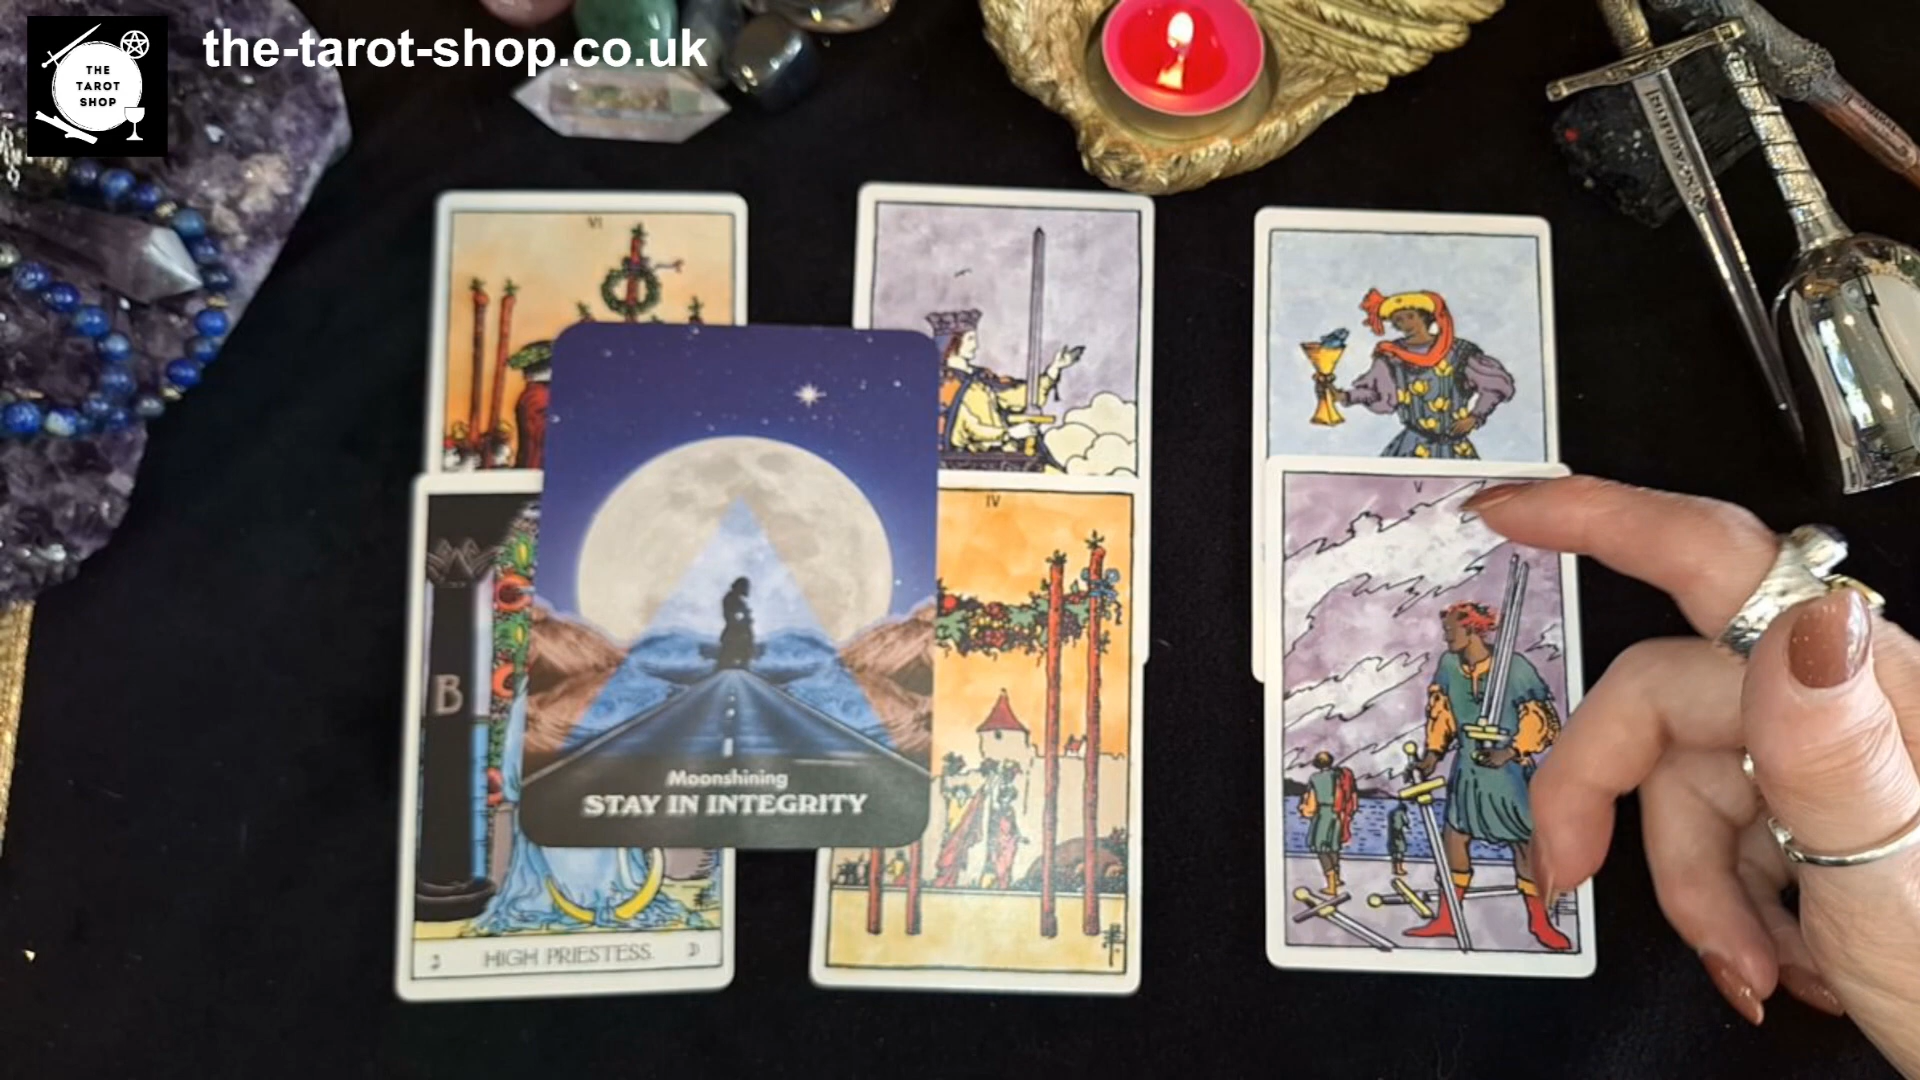 THE
TAROT
SHOP
the-tarot-shop.co.uk
VI
IV
V
B
Moonshining
STAY IN INTEGRITY
HIGH PRIESTESS.